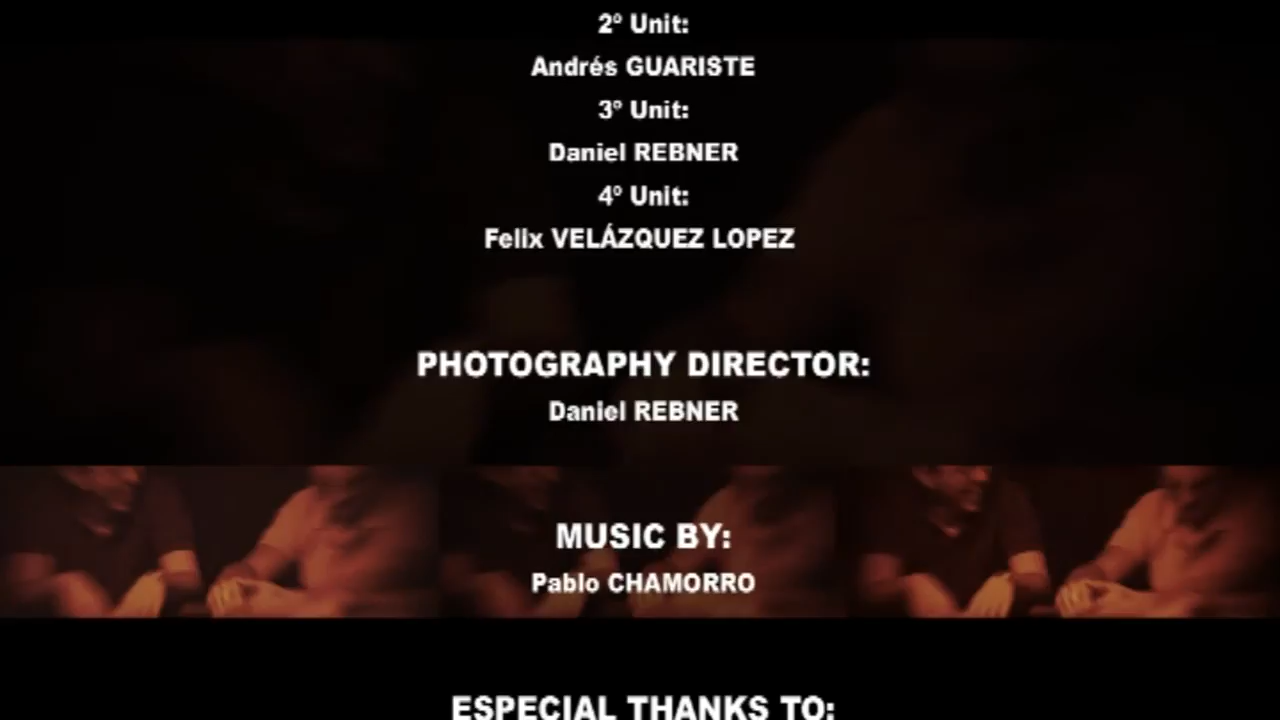 2º Unit:
Andrés GUARISTE
3º Unit:
Daniel REBNER
4º Unit:
Felix VELÁZQUEZ LOPEZ
PHOTOGRAPHY DIRECTOR:
Daniel REBNER
MUSIC BY:
Pablo CHAMORRO
ESPECIAL THANKS TO: